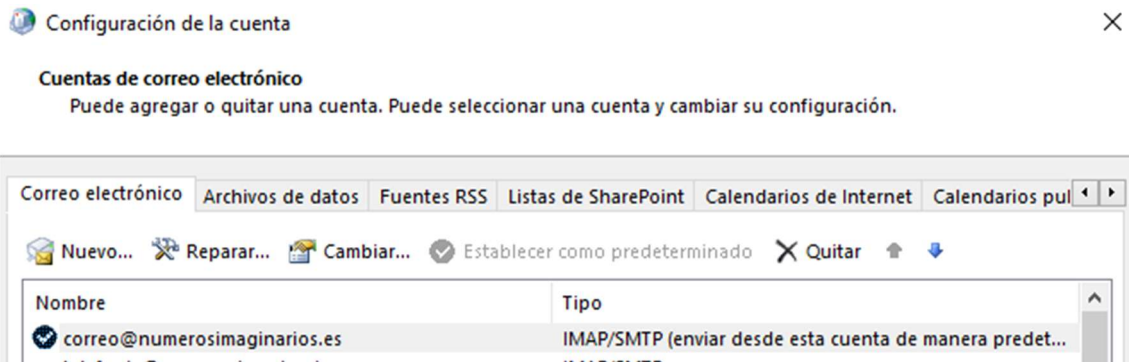 Configuración de la cuenta
Cuentas de correo electrónico
Puede agregar o quitar una cuenta. Puede seleccionar una cuenta y cambiar su configuración.
Correo electrónico Archivos de datos Fuentes RSS Listas de SharePoint Calendarios de Internet Calendarios pul
Nuevo... Reparar... Cambiar... Establecer como predeterminado Quitar
Nombre Tipo
correo@numerosimaginarios.es IMAP/SMTP (enviar desde esta cuenta de manera predet...